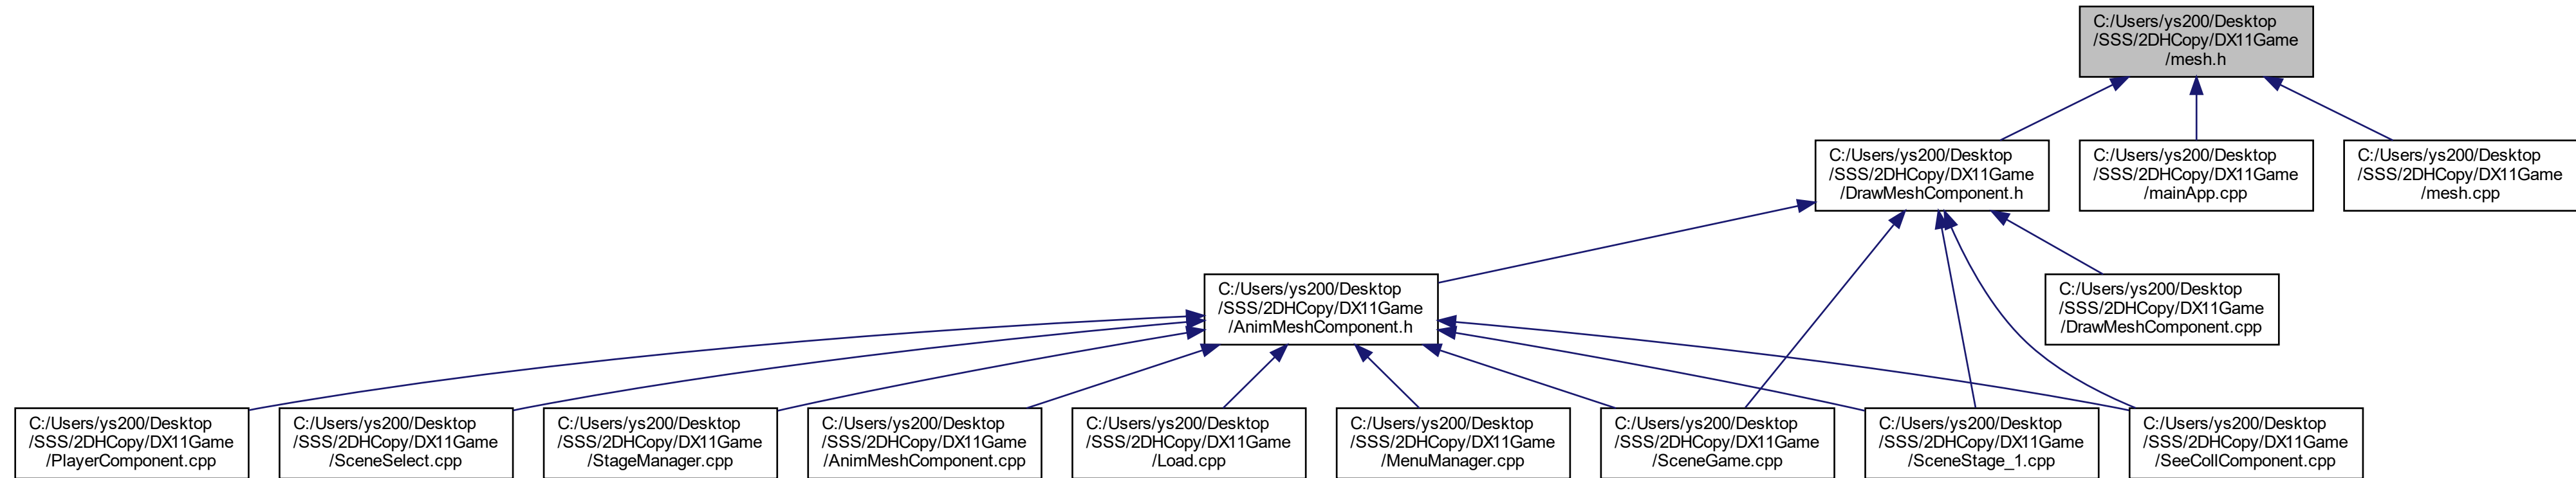 C:/Users/ys200/Desktop
/SSS/2DHCopy/DX11Game
/mesh.h
C:/Users/ys200/Desktop
/SSS/2DHCopy/DX11Game
/DrawMeshComponent.h
C:/Users/ys200/Desktop
/SSS/2DHCopy/DX11Game
/mainApp.cpp
C:/Users/ys200/Desktop
/SSS/2DHCopy/DX11Game
/mesh.cpp
C:/Users/ys200/Desktop
/SSS/2DHCopy/DX11Game
/AnimMeshComponent.h
C:/Users/ys200/Desktop
/SSS/2DHCopy/DX11Game
/DrawMeshComponent.cpp
C:/Users/ys200/Desktop
/SSS/2DHCopy/DX11Game
/PlayerComponent.cpp
C:/Users/ys200/Desktop
/SSS/2DHCopy/DX11Game
/SceneSelect.cpp
C:/Users/ys200/Desktop
/SSS/2DHCopy/DX11Game
/StageManager.cpp
C:/Users/ys200/Desktop
/SSS/2DHCopy/DX11Game
/AnimMeshComponent.cpp
C:/Users/ys200/Desktop
/SSS/2DHCopy/DX11Game
/Load.cpp
C:/Users/ys200/Desktop
/SSS/2DHCopy/DX11Game
/MenuManager.cpp
C:/Users/ys200/Desktop
/SSS/2DHCopy/DX11Game
/SceneGame.cpp
C:/Users/ys200/Desktop
/SSS/2DHCopy/DX11Game
/SceneStage_1.cpp
C:/Users/ys200/Desktop
/SSS/2DHCopy/DX11Game
/SeeCollComponent.cpp